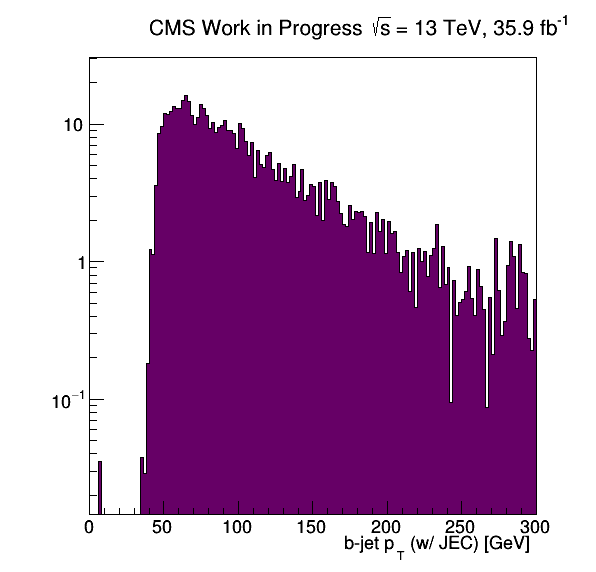 CMS Work in Progress √s = 13 TeV, 35.9 fb⁻¹
10
1
10⁻¹
0 50 100 150 200 250 300
b-jet p_T (w/ JEC) [GeV]